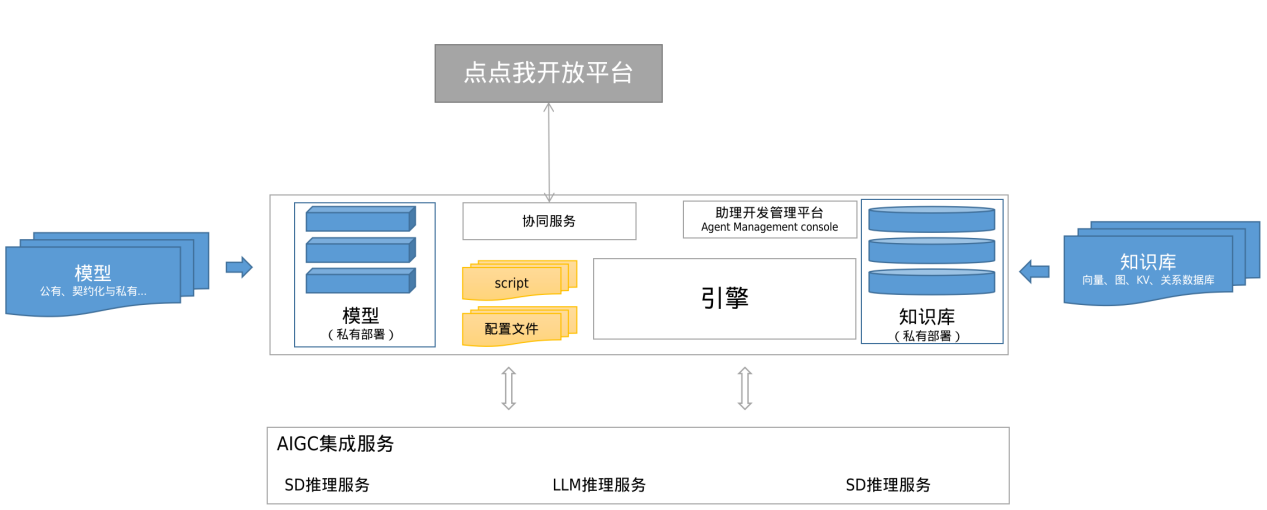 点点我开放平台
协同服务
助理开发管理平台
Agent Management console
模型
公有、契约化与私有...
script
配置文件
引擎
模型
（私有部署）
知识库
（私有部署）
知识库
向量、图、KV、关系数据库
AIGC集成服务
SD推理服务
LLM推理服务
SD推理服务